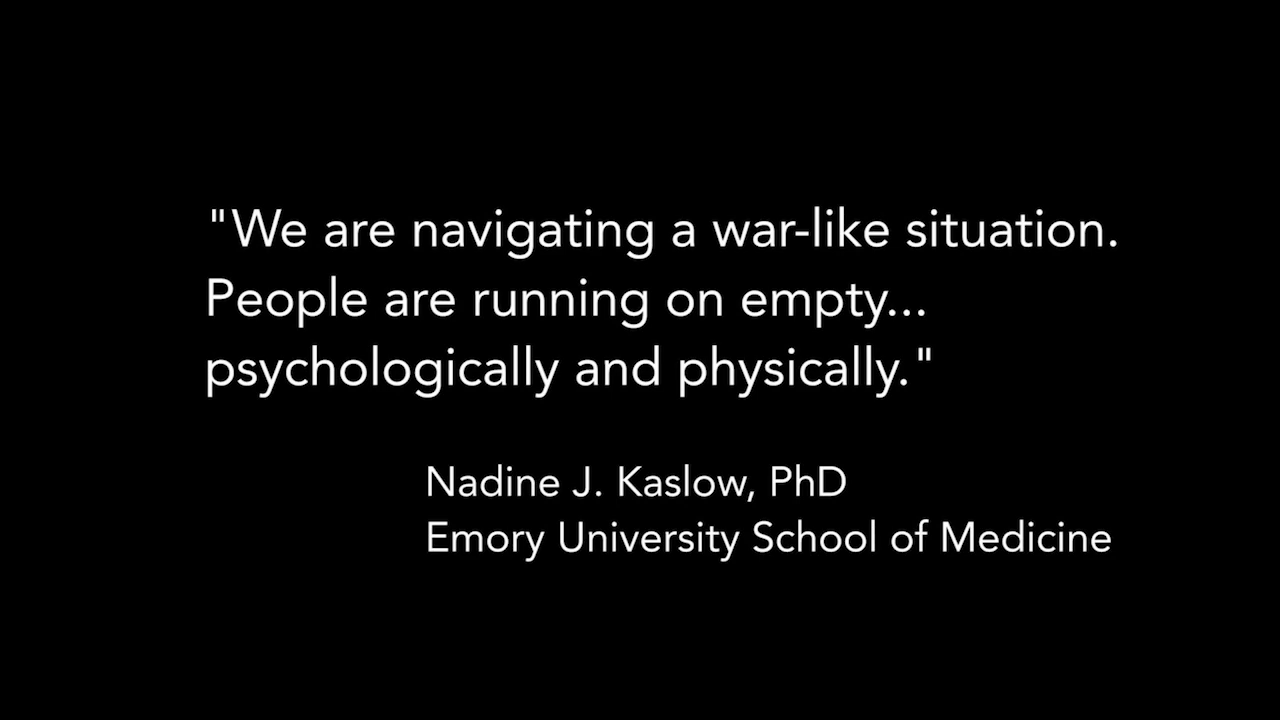 "We are navigating a war-like situation.
People are running on empty...
psychologically and physically."
Nadine J. Kaslow, PhD
Emory University School of Medicine